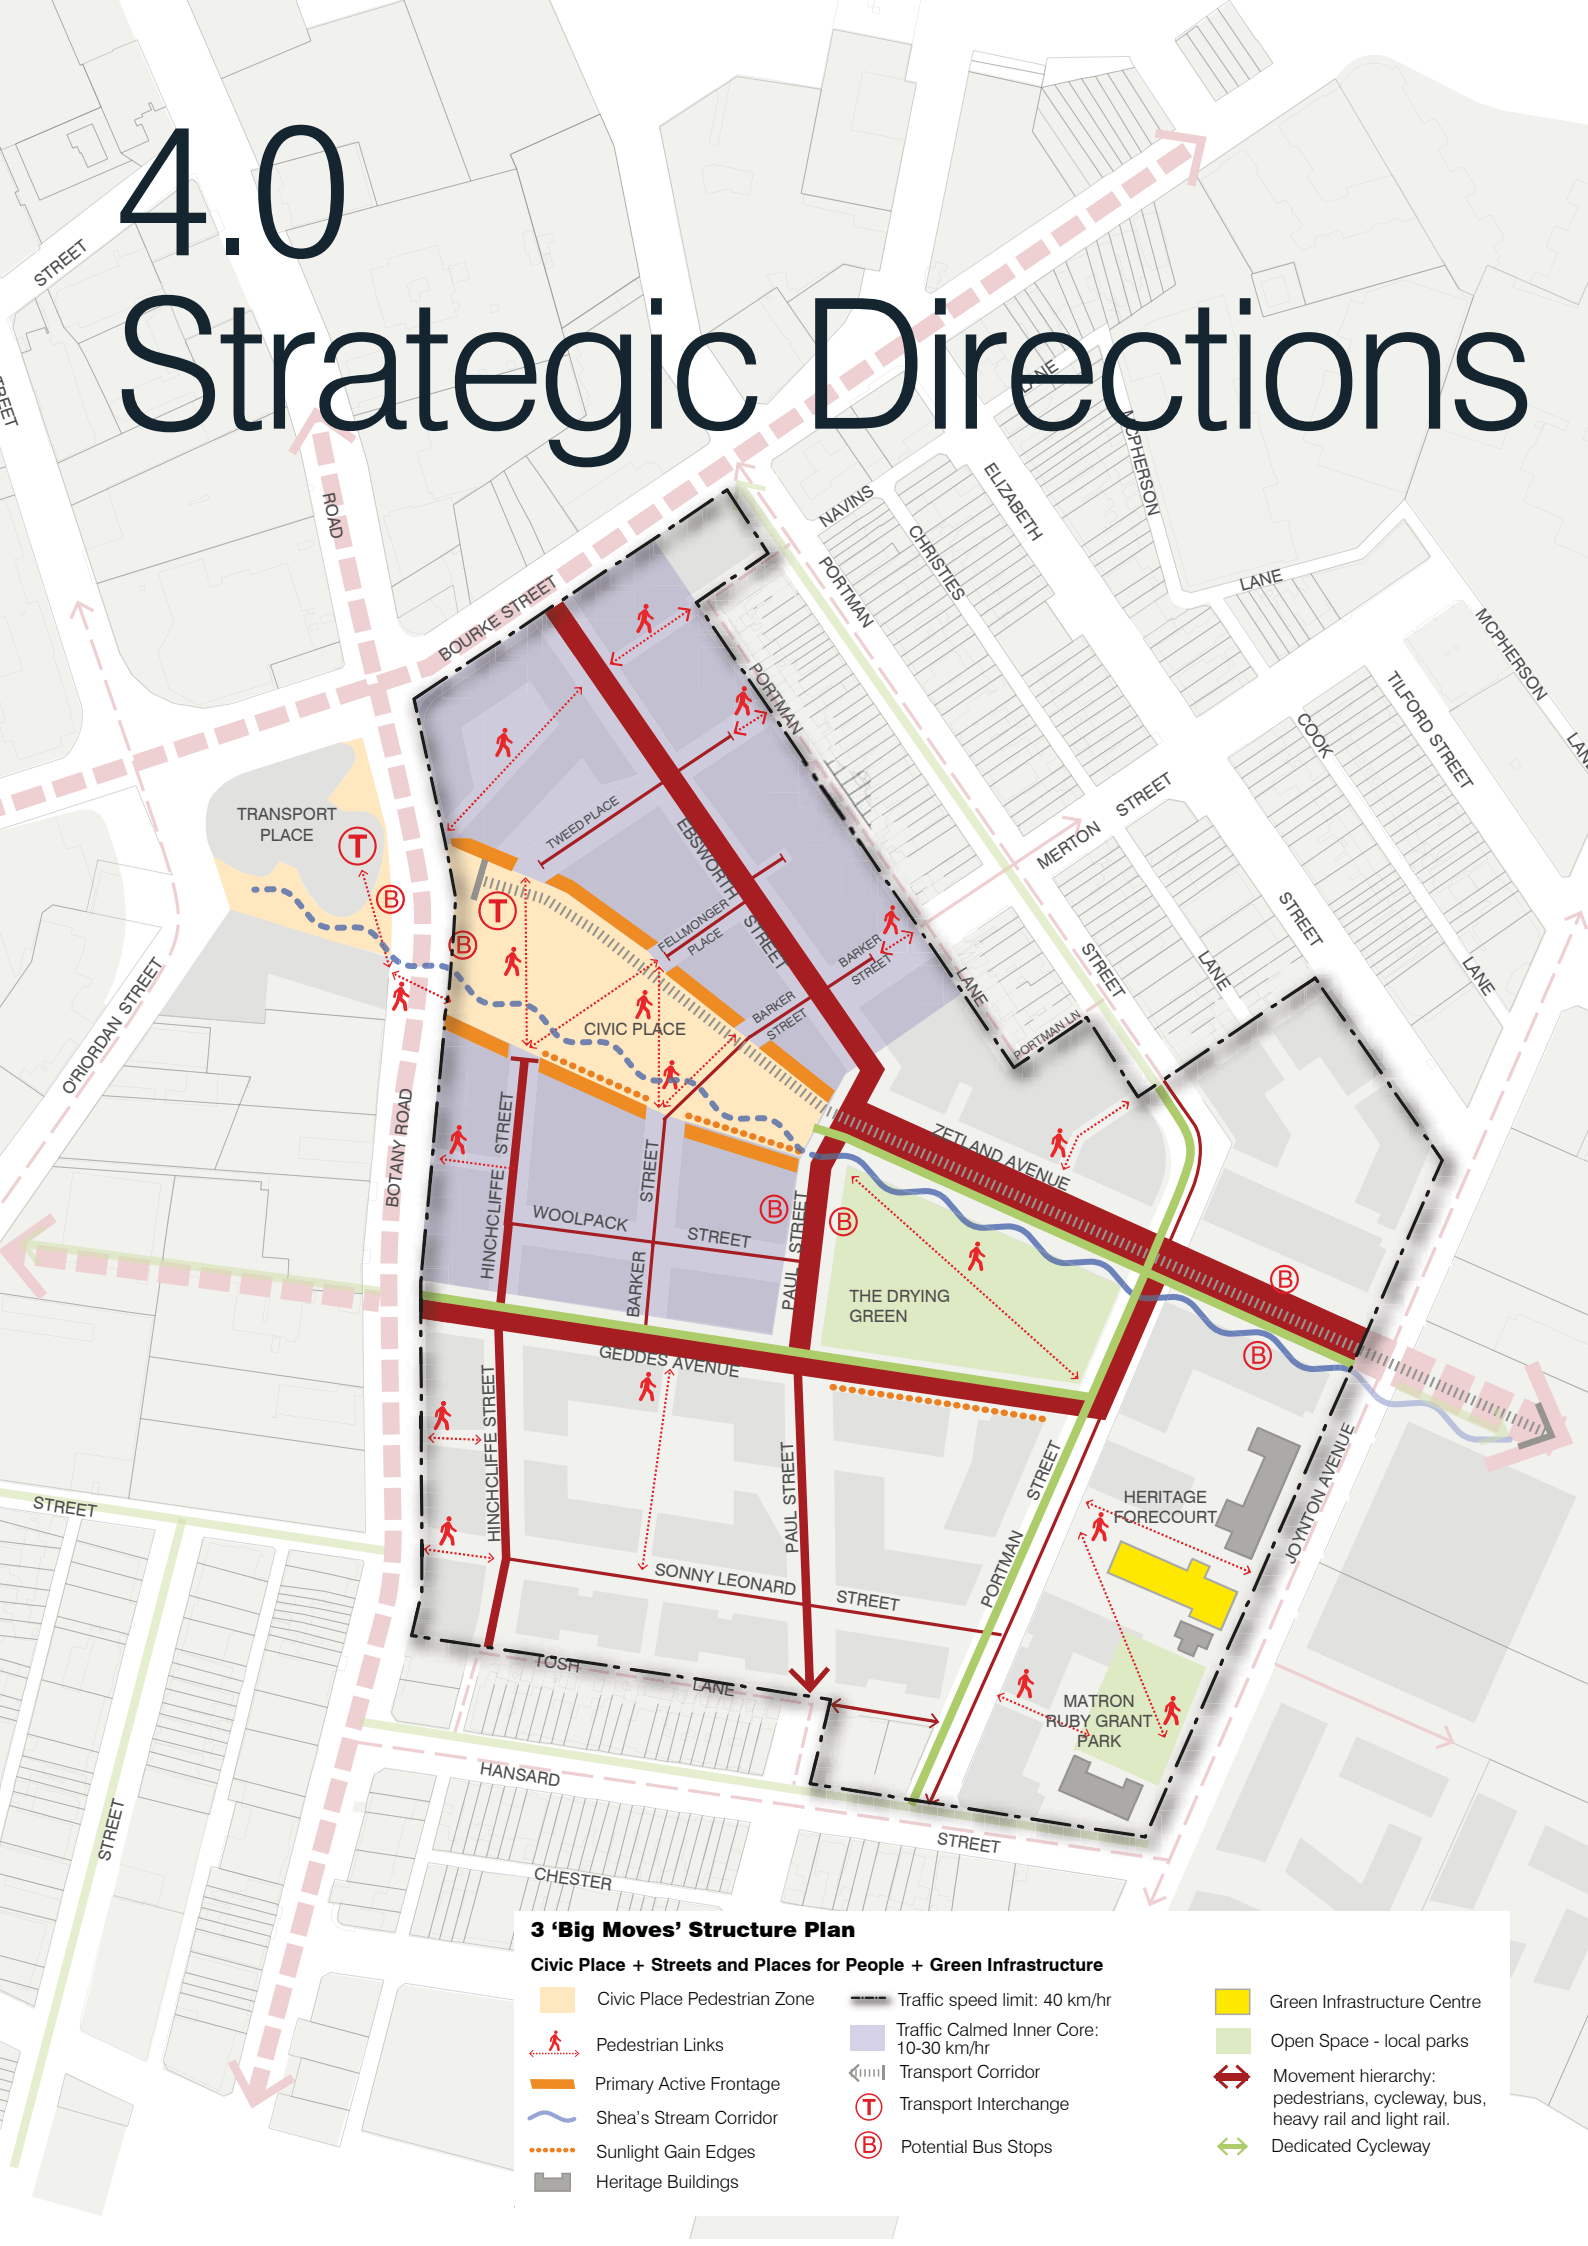 4.0
Strategic Directions
STREET
LANE
MCPHERSON
ROAD
NAVINS
ELIZABETH
CHRISTIES
PORTMAN
LANE
MCPHERSON
LANE
BOURKE STREET
PORTMAN
TILFORD STREET
COOK
STREET
MERTON
TRANSPORT
PLACE
T
B
TWEED PLACE
EBSWORTH
STREET
FELLMONGER
PLACE
BARKER
STREET
STREET
LANE
LANE
STREET
LANE
PORTMAN LN
T
B
BARKER
STREET
CIVIC PLACE
O'RIORDAN STREET
BOTANY ROAD
STREET
HINCHCLIFFE
STREET
BARKER
WOOLPACK
STREET
ZETLAND AVENUE
B
B
PAUL STREET
THE DRYING
GREEN
B
B
GEDDES AVENUE
HINCHCLIFFE STREET
PAUL STREET
STREET
PORTMAN
HERITAGE
FORECOURT
JOYNTON AVENUE
STREET
SONNY LEONARD
STREET
TOSH
LANE
MATRON
RUBY GRANT
PARK
HANSARD
STREET
STREET
CHESTER
3 ‘Big Moves’ Structure Plan
Civic Place + Streets and Places for People + Green Infrastructure
Civic Place Pedestrian Zone
Pedestrian Links
Primary Active Frontage
Shea’s Stream Corridor
Sunlight Gain Edges
Heritage Buildings
Traffic speed limit: 40 km/hr
Traffic Calmed Inner Core:
10-30 km/hr
Transport Corridor
T Transport Interchange
B Potential Bus Stops
Green Infrastructure Centre
Open Space - local parks
Movement hierarchy:
pedestrians, cycleway, bus,
heavy rail and light rail.
Dedicated Cycleway